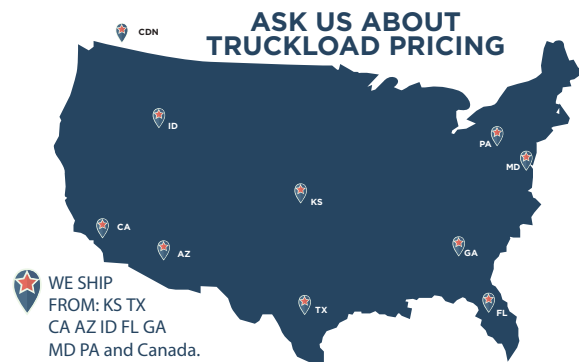 ASK US ABOUT
TRUCKLOAD PRICING
CDN
ID
PA
MD
KS
CA
AZ
GA
TX
FL
WE SHIP
FROM: KS TX
CA AZ ID FL GA
MD PA and Canada.